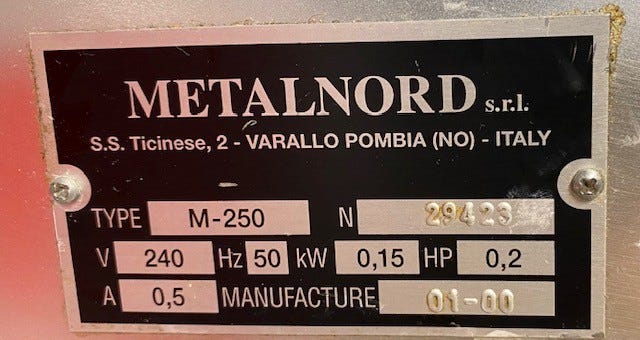 METALNORD s.r.l.
S.S. Ticinese, 2 - VARALLO POMBIA (NO) - ITALY
TYPE M-250 N 29423
V 240 Hz 50 kW 0,15 HP 0,2
A 0,5 MANUFACTURE 01-00